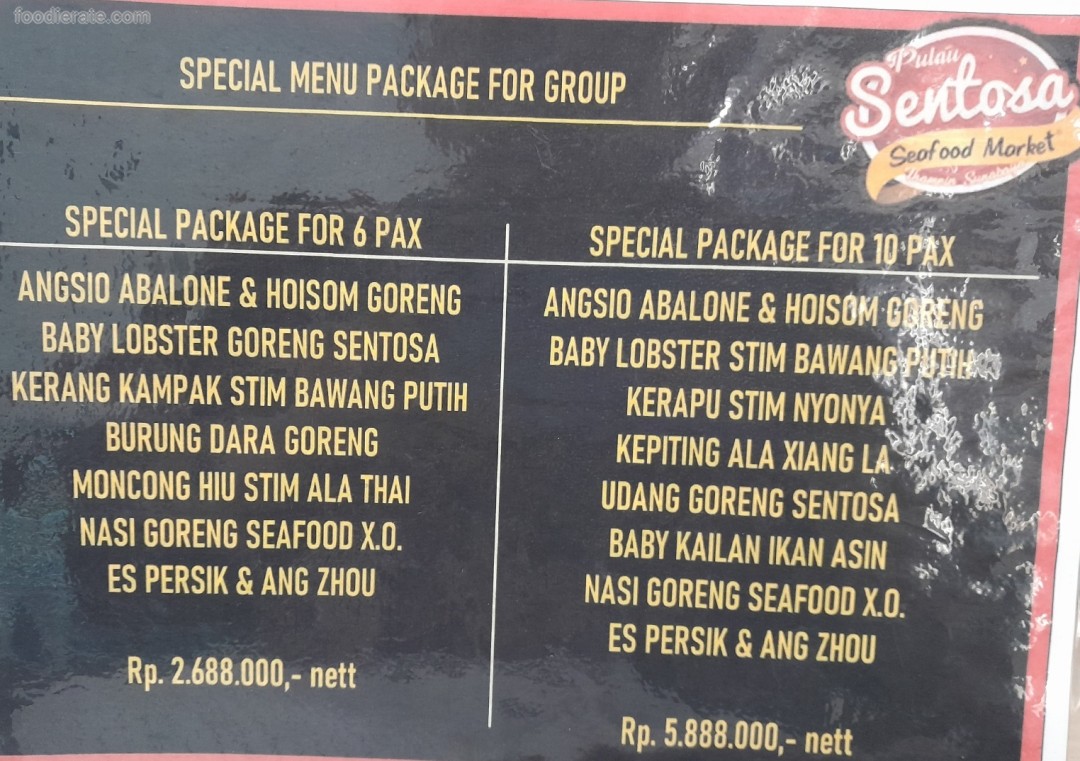 foodierate.com
Pulau
Sentosa
Seafood Market
SPECIAL MENU PACKAGE FOR GROUP
SPECIAL PACKAGE FOR 6 PAX
ANGSIO ABALONE & HOISOM GORENG
BABY LOBSTER GORENG SENTOSA
KERANG KAMPAK STIM BAWANG PUTIH
BURUNG DARA GORENG
MONCONG HIU STIM ALA THAI
NASI GORENG SEAFOOD X.O.
ES PERSIK & ANG ZHOU
Rp. 2.688.000,- nett
SPECIAL PACKAGE FOR 10 PAX
ANGSIO ABALONE & HOISOM GORENG
BABY LOBSTER STIM BAWANG PUTIH
KERAPU STIM NYONYA
KEPITING ALA XIANG LA
UDANG GORENG SENTOSA
BABY KAILAN IKAN ASIN
NASI GORENG SEAFOOD X.O.
ES PERSIK & ANG ZHOU
Rp. 5.888.000,- nett